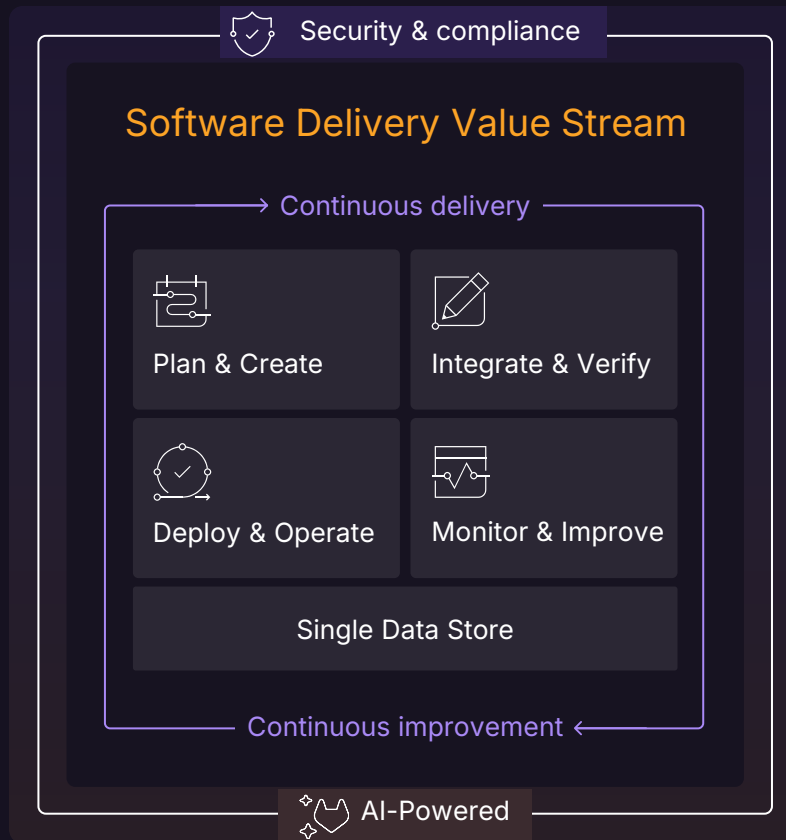 Security & compliance
Software Delivery Value Stream
Continuous delivery
Plan & Create
Integrate & Verify
Deploy & Operate
Monitor & Improve
Single Data Store
Continuous improvement
AI-Powered